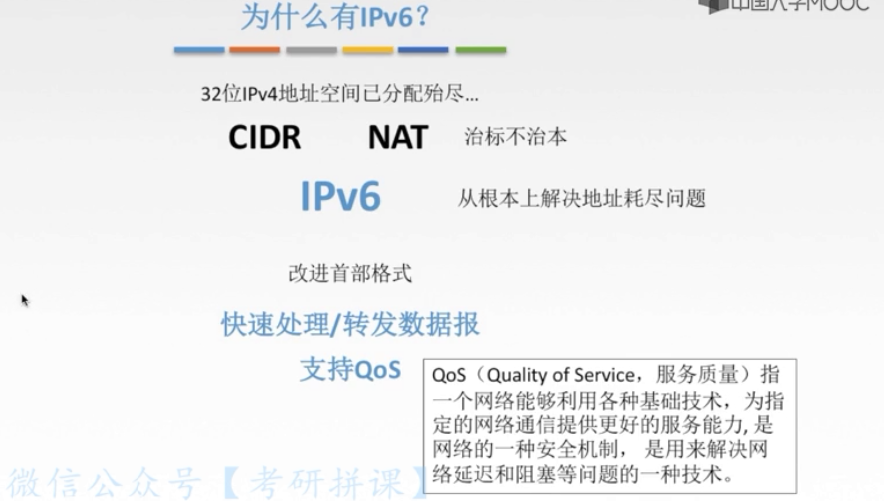 中国大学MOOC
为什么有IPv6？
32位IPv4地址空间已分配殆尽...
CIDR NAT 治标不治本
IPv6 从根本上解决地址耗尽问题
改进首部格式
快速处理/转发数据报
支持QoS
QoS（Quality of Service，服务质量）指
一个网络能够利用各种基础技术，为指
定的网络通信提供更好的服务能力, 是
网络的一种安全机制， 是用来解决网
络延迟和阻塞等问题的一种技术。
微信公众号【考研拼课】